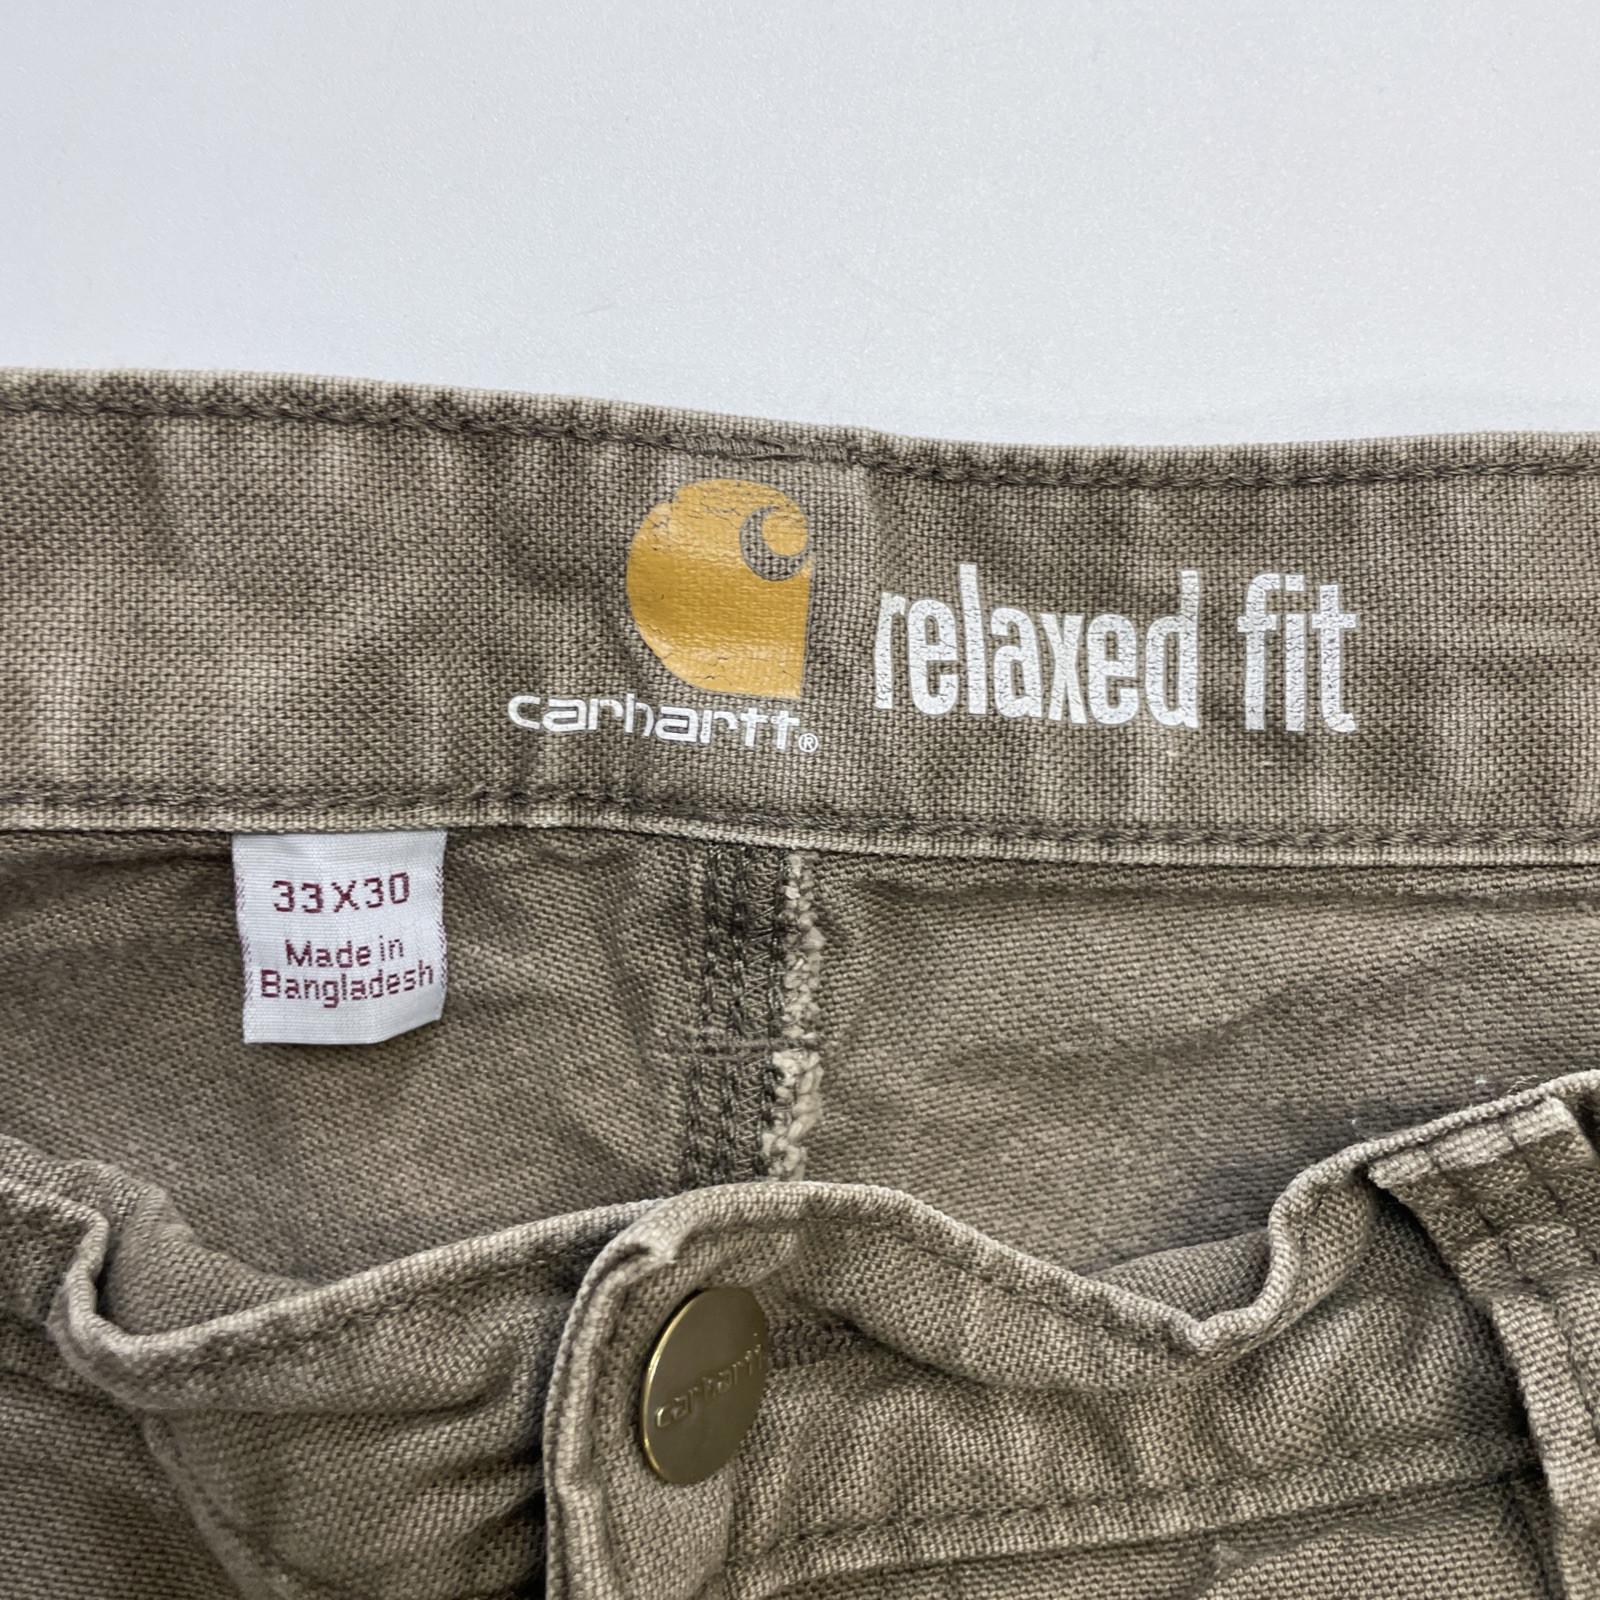 carhartt®
relaxed fit
33X30
Made in
Bangladesh
carhartt